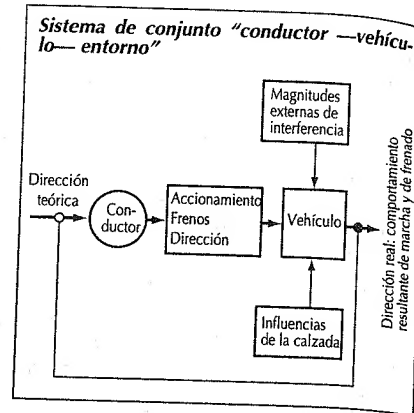 Sistema de conjunto "conductor —vehícu-
lo— entorno"
Magnitudes
externas de
interferencia
Dirección
teórica
Con-
ductor
Accionamiento
Frenos
Dirección
Vehículo
Influencias
de la calzada
Dirección real: comportamiento
resultante de marcha y de frenado